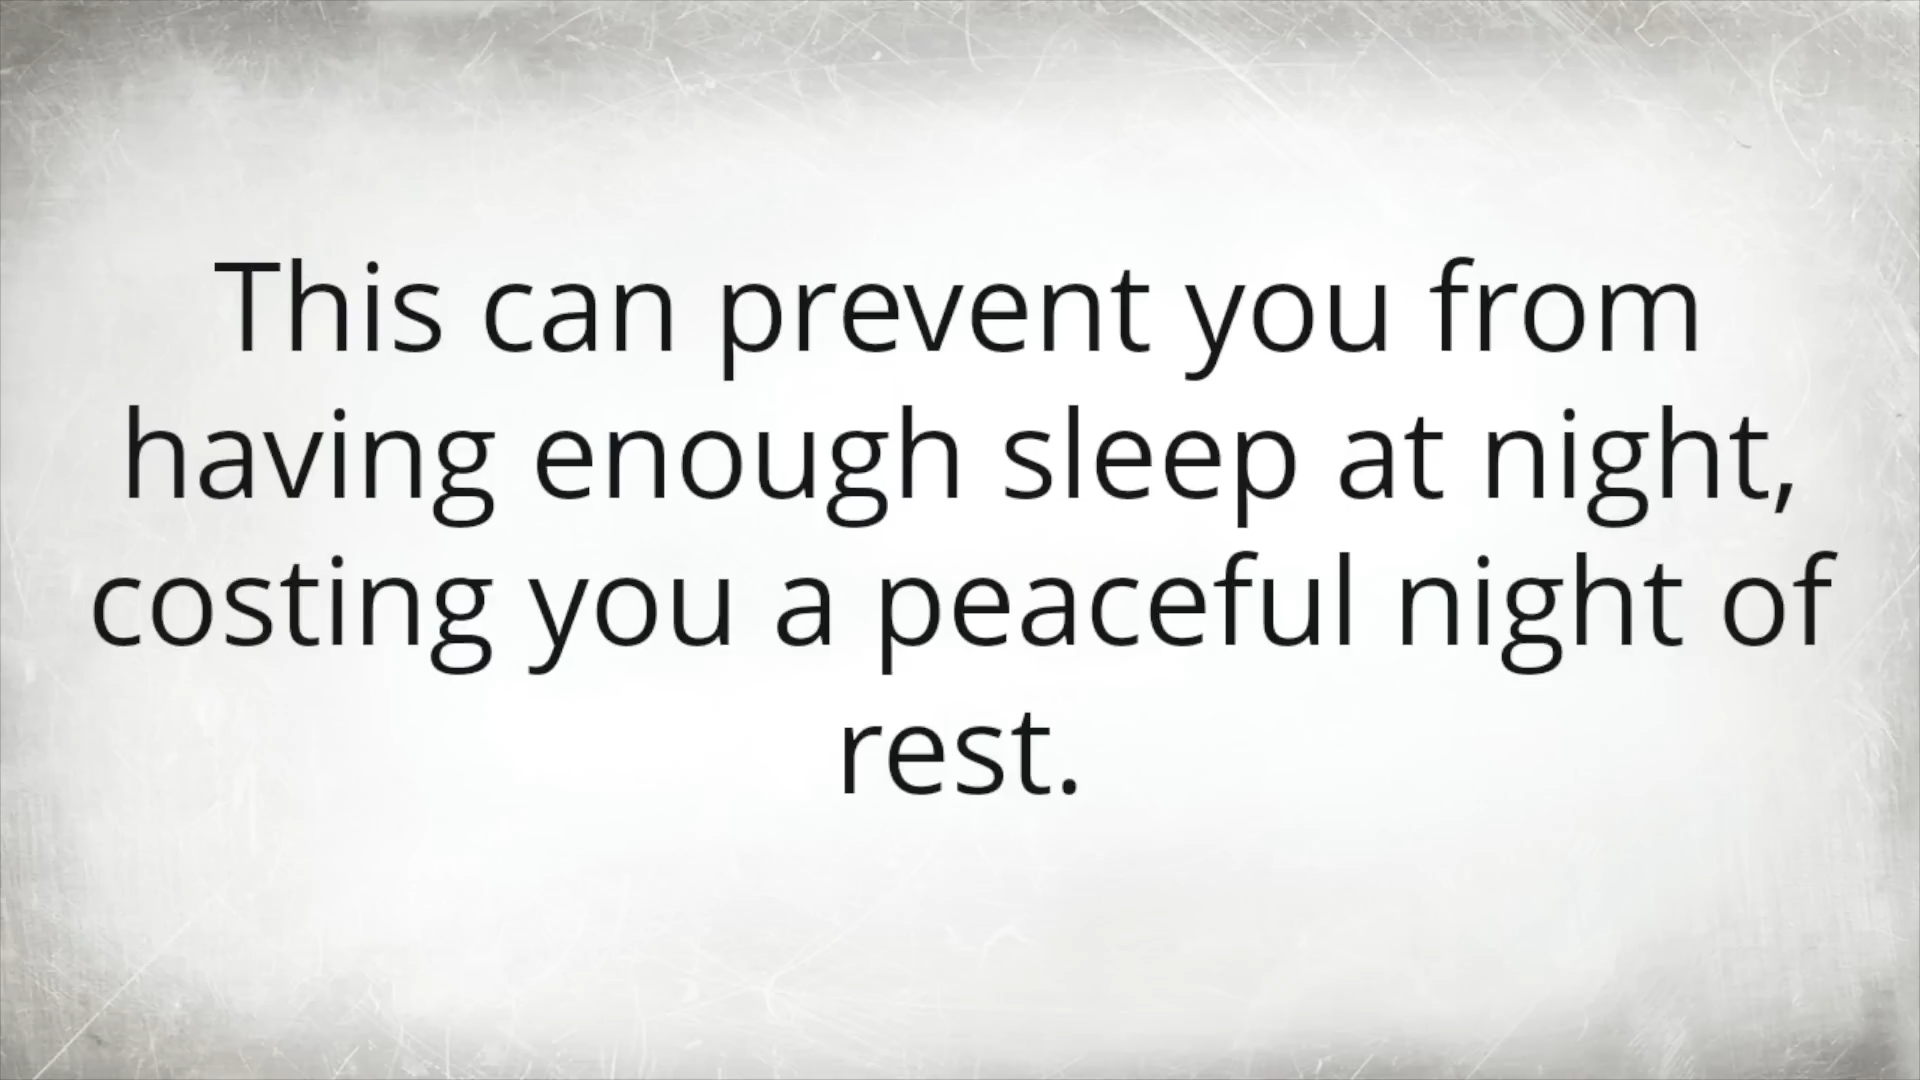 This can prevent you from
having enough sleep at night,
costing you a peaceful night of
rest.